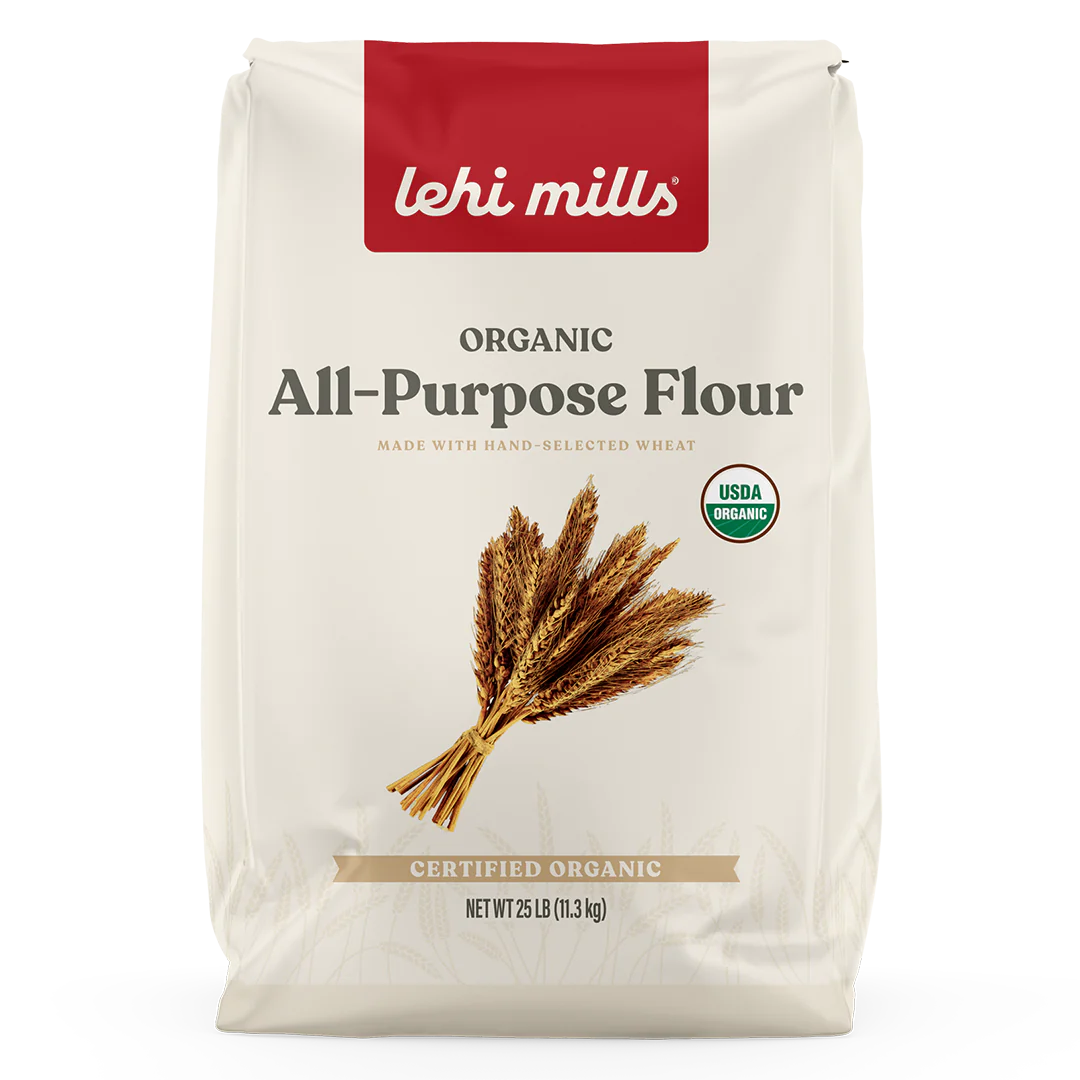 lehi mills®
ORGANIC
All-Purpose Flour
MADE WITH HAND-SELECTED WHEAT
USDA
ORGANIC
CERTIFIED ORGANIC
NET WT 25 LB (11.3 kg)